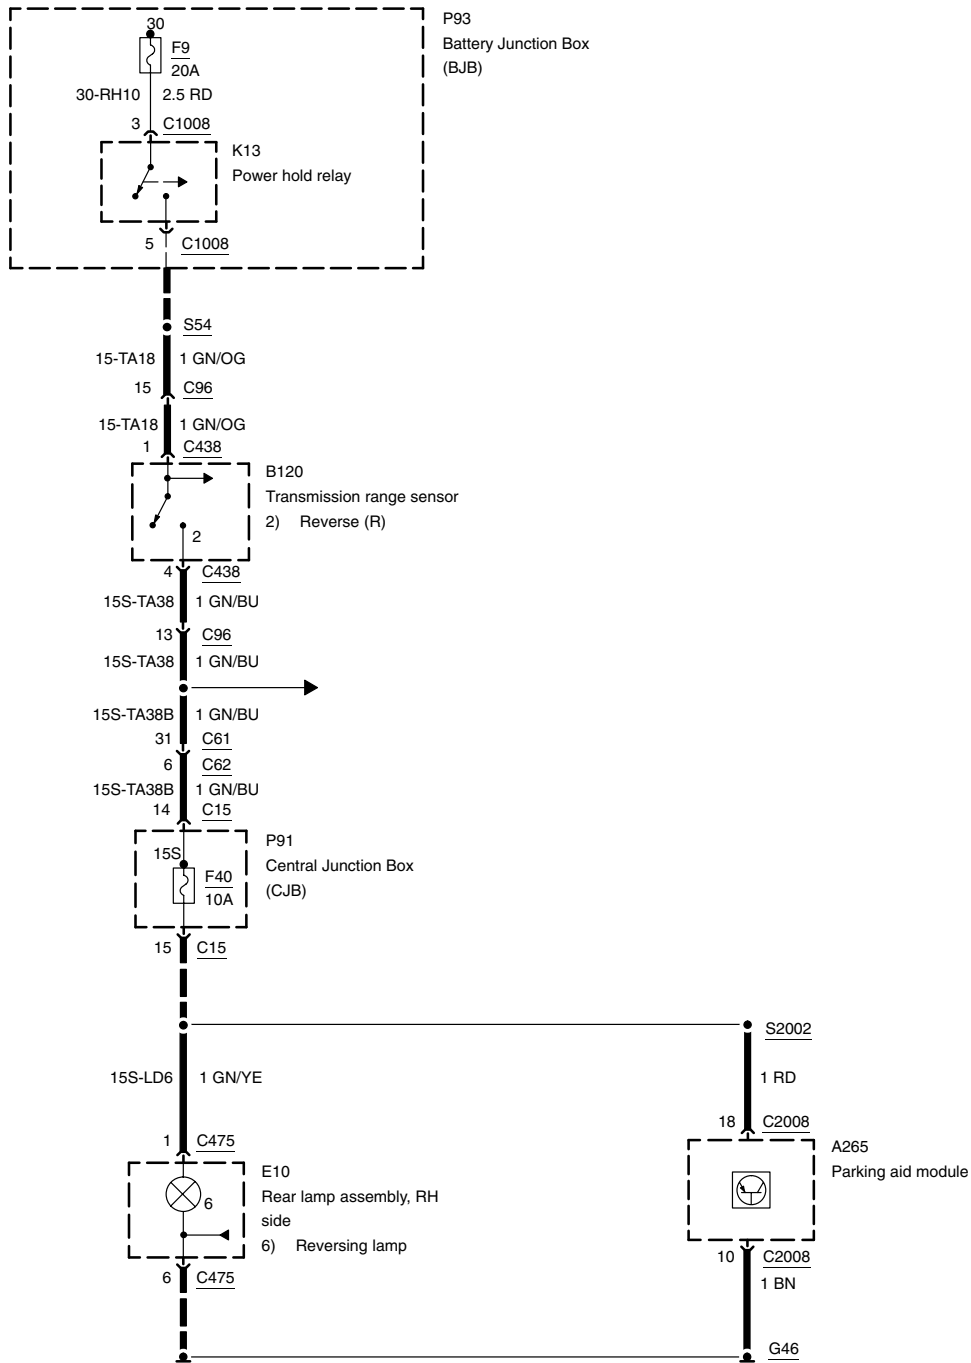 30
P93
Battery Junction Box
(BJB)
F9
20A
30-RH10 2.5 RD
3 C1008
K13
Power hold relay
5 C1008
S54
15-TA18 1 GN/OG
15 C96
15-TA18 1 GN/OG
1 C438
B120
Transmission range sensor
2) Reverse (R)
2
4 C438
15S-TA38 1 GN/BU
13 C96
15S-TA38 1 GN/BU
15S-TA38B 1 GN/BU
31 C61
6 C62
15S-TA38B 1 GN/BU
14 C15
P91
Central Junction Box
(CJB)
15S
F40
10A
15 C15
S2002
15S-LD6 1 GN/YE
1 RD
18 C2008
1 C475
A265
Parking aid module
E10
Rear lamp assembly, RH
side
6) Reversing lamp
6
10 C2008
6 C475
1 BN
G46